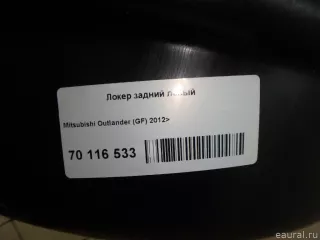 Локер задний левый
Mitsubishi Outlander (GF) 2012>
70 116 533
© eaural.ru